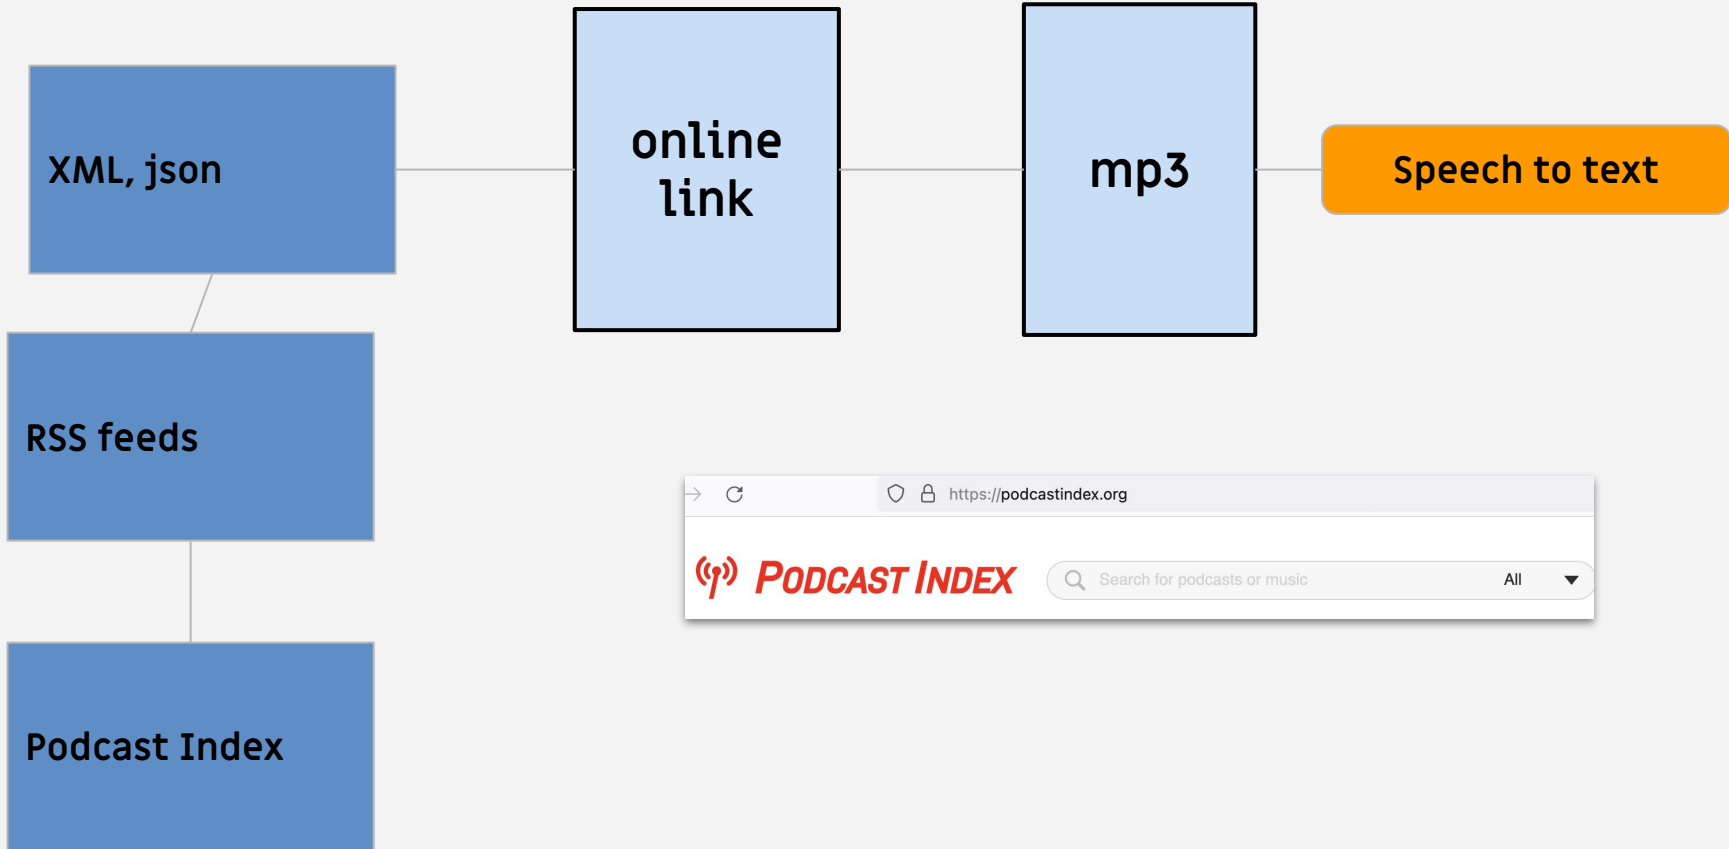 XML, json
online
link
mp3
Speech to text
RSS feeds
https://podcastindex.org
PODCAST INDEX
Search for podcasts or music
All
Podcast Index